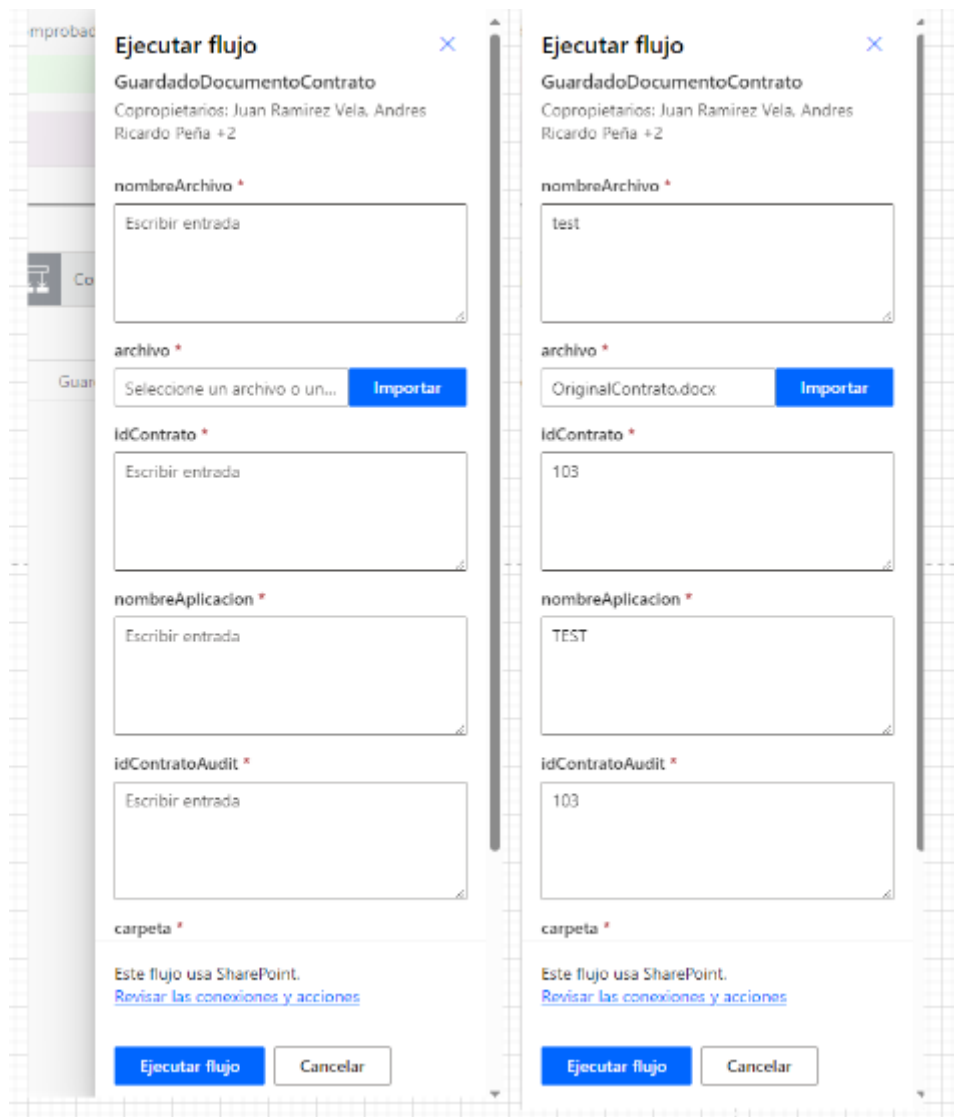 omprobad
Ejecutar flujo
GuardadoDocumentoContrato
Copropietarios: Juan Ramirez Vela, Andres
Ricardo Peña +2
nombreArchivo *
Escribir entrada
archivo *
Seleccione un archivo o un...
Importar
idContrato *
Escribir entrada
nombreAplicacion *
Escribir entrada
idContratoAudit *
Escribir entrada
carpeta *
Este flujo usa SharePoint.
Revisar las conexiones y acciones
Ejecutar flujo
Cancelar
Co
Guar
Ejecutar flujo
GuardadoDocumentoContrato
Copropietarios: Juan Ramirez Vela, Andres
Ricardo Peña +2
nombreArchivo *
test
archivo *
OriginalContrato.docx
Importar
idContrato *
103
nombreAplicacion *
TEST
idContratoAudit *
103
carpeta *
Este flujo usa SharePoint.
Revisar las conexiones y acciones
Ejecutar flujo
Cancelar